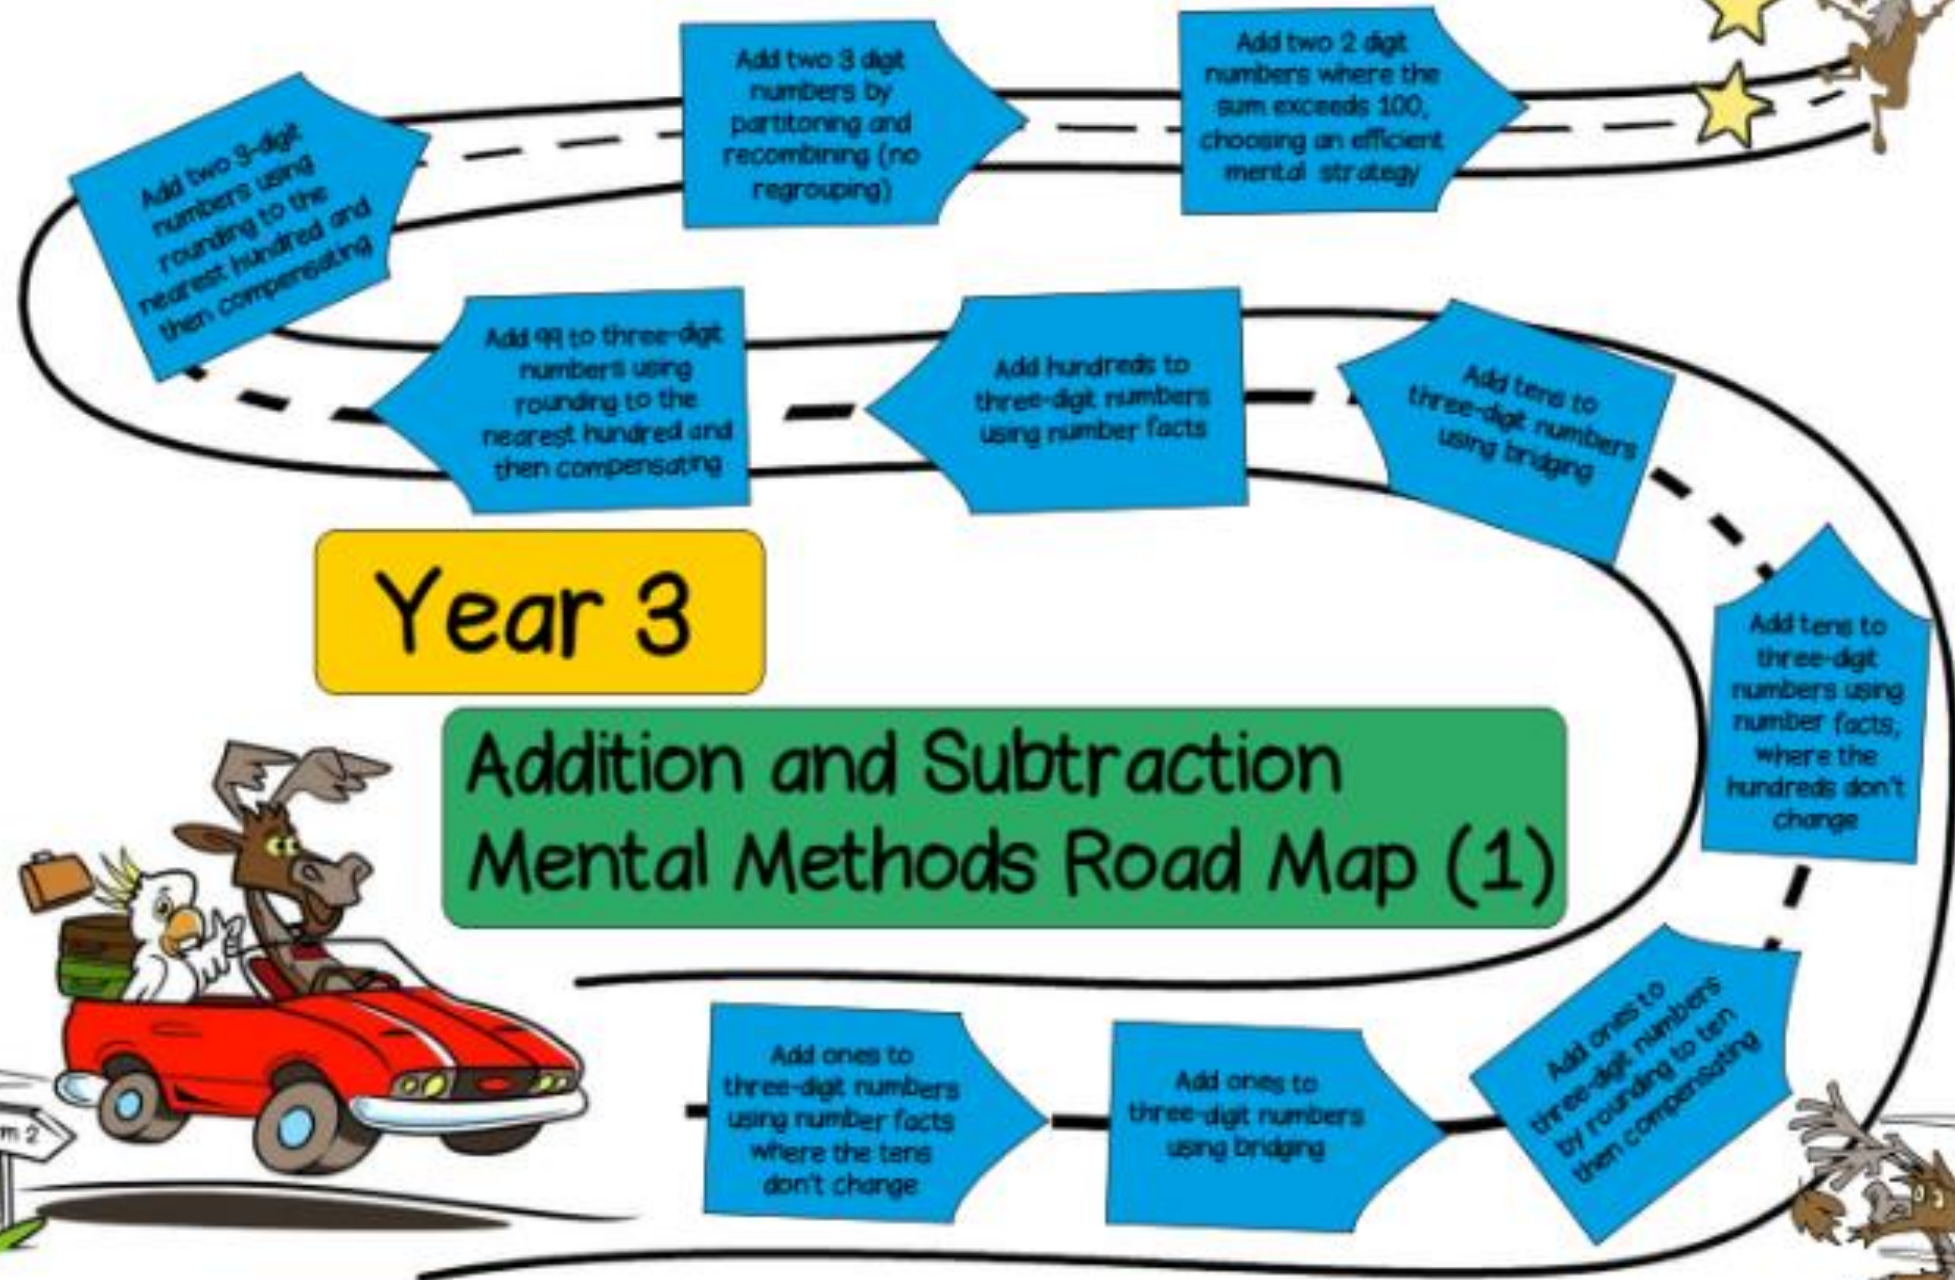 Add two 3 digit
numbers by
partitoning and
recombining (no
regrouping)
Add two 2 digit
numbers where the
sum exceeds 100,
choosing an efficient
mental strategy
Add two 3-digit
numbers using
rounding to the
nearest hundred and
then compensating
Add 99 to three-digit
numbers using
rounding to the
nearest hundred and
then compensating
Add hundreds to
three-digit numbers
using number facts
Add tens to
three-digit numbers
using bridging
Year 3
Add tens to
three-digit
numbers using
number facts,
where the
hundreds don't
change
Addition and Subtraction
Mental Methods Road Map (1)
Add ones to
three-digit numbers
using number facts
where the tens
don't change
Add ones to
three-digit numbers
using bridging
Add ones to
three-digit numbers
by rounding to ten
then compensating
m 2